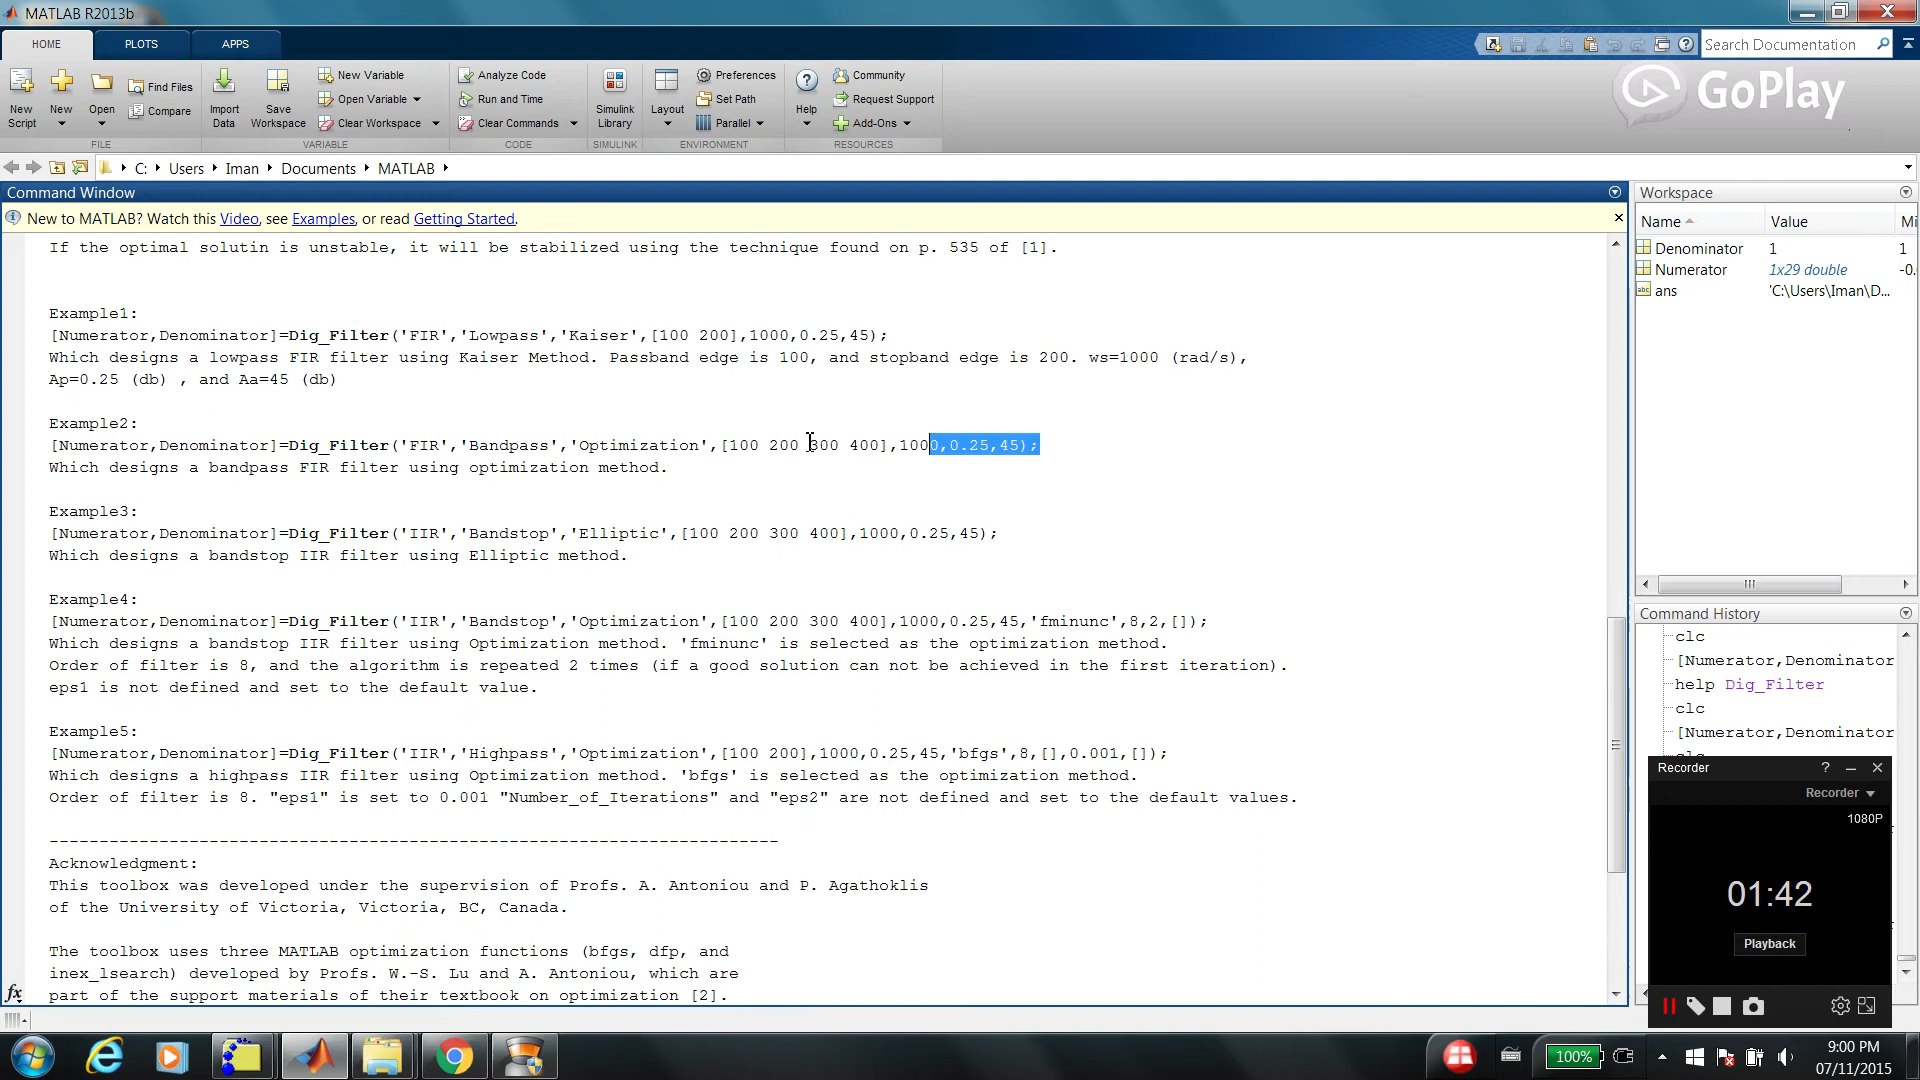 MATLAB R2013b
HOME PLOTS APPS
Search Documentation
New Script
New
Open
Find Files
Compare
FILE
Import Data
Save Workspace
New Variable
Open Variable
Clear Workspace
VARIABLE
Analyze Code
Run and Time
Clear Commands
CODE
Simulink Library
SIMULINK
Layout
Preferences
Set Path
Parallel
ENVIRONMENT
Help
Community
Request Support
Add-Ons
RESOURCES
GoPlay
C: Users Iman Documents MATLAB
Command Window
New to MATLAB? Watch this Video, see Examples, or read Getting Started.
If the optimal solutin is unstable, it will be stabilized using the technique found on p. 535 of [1].
Example1:
[Numerator,Denominator]=Dig_Filter('FIR','Lowpass','Kaiser',[100 200],1000,0.25,45);
Which designs a lowpass FIR filter using Kaiser Method. Passband edge is 100, and stopband edge is 200. ws=1000 (rad/s),
Ap=0.25 (db) , and Aa=45 (db)
Example2:
[Numerator,Denominator]=Dig_Filter('FIR','Bandpass','Optimization',[100 200 300 400],1000,0.25,45);
Which designs a bandpass FIR filter using optimization method.
Example3:
[Numerator,Denominator]=Dig_Filter('IIR','Bandstop','Elliptic',[100 200 300 400],1000,0.25,45);
Which designs a bandstop IIR filter using Elliptic method.
Example4:
[Numerator,Denominator]=Dig_Filter('IIR','Bandstop','Optimization',[100 200 300 400],1000,0.25,45,'fminunc',8,2,[]);
Which designs a bandstop IIR filter using Optimization method. 'fminunc' is selected as the optimization method.
Order of filter is 8, and the algorithm is repeated 2 times (if a good solution can not be achieved in the first iteration).
eps1 is not defined and set to the default value.
Example5:
[Numerator,Denominator]=Dig_Filter('IIR','Highpass','Optimization',[100 200],1000,0.25,45,'bfgs',8,[],0.001,[]);
Which designs a highpass IIR filter using Optimization method. 'bfgs' is selected as the optimization method.
Order of filter is 8. "eps1" is set to 0.001 "Number_of_Iterations" and "eps2" are not defined and set to the default values.
-------------------------------------------------------------------------
Acknowledgment:
This toolbox was developed under the supervision of Profs. A. Antoniou and P. Agathoklis
of the University of Victoria, Victoria, BC, Canada.
The toolbox uses three MATLAB optimization functions (bfgs, dfp, and
inex_lsearch) developed by Profs. W.-S. Lu and A. Antoniou, which are
part of the support materials of their textbook on optimization [2].
fx
Workspace
Name Value Mi
Denominator 1 1
Numerator 1x29 double -0.
abc ans 'C:\Users\Iman\D...
Command History
clc
[Numerator,Denominator
help Dig_Filter
clc
[Numerator,Denominator
Recorder
Recorder
1080P
01:42
Playback
100%
9:00 PM
07/11/2015